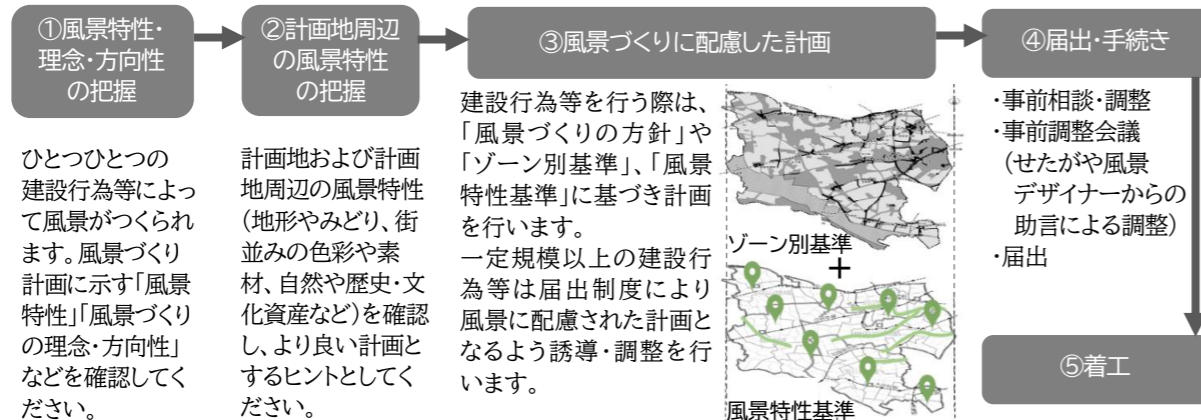 ①風景特性・
理念・方向性
の把握
ひとつひとつの
建設行為等によっ
て風景がつくられ
ます。風景づくり
計画に示す「風景
特性」「風景づくり
の理念・方向性」
などを確認してく
ださい。
②計画地周辺
の風景特性
の把握
計画地および計画
地周辺の風景特性
（地形やみどり、街
並みの色彩や素
材、自然や歴史・文
化資産など）を確認
し、より良い計画と
するヒントとしてく
ださい。
③風景づくりに配慮した計画
建設行為等を行う際は、
「風景づくりの方針」や
「ゾーン別基準」、「風景
特性基準」に基づき計画
を行います。
一定規模以上の建設行
為等は届出制度により
風景に配慮された計画と
なるよう誘導・調整を行
います。
ゾーン別基準
+
風景特性基準
④届出・手続き
・事前相談・調整
・事前調整会議
（せたがや風景
デザイナーからの
助言による調整）
・届出
⑤着工